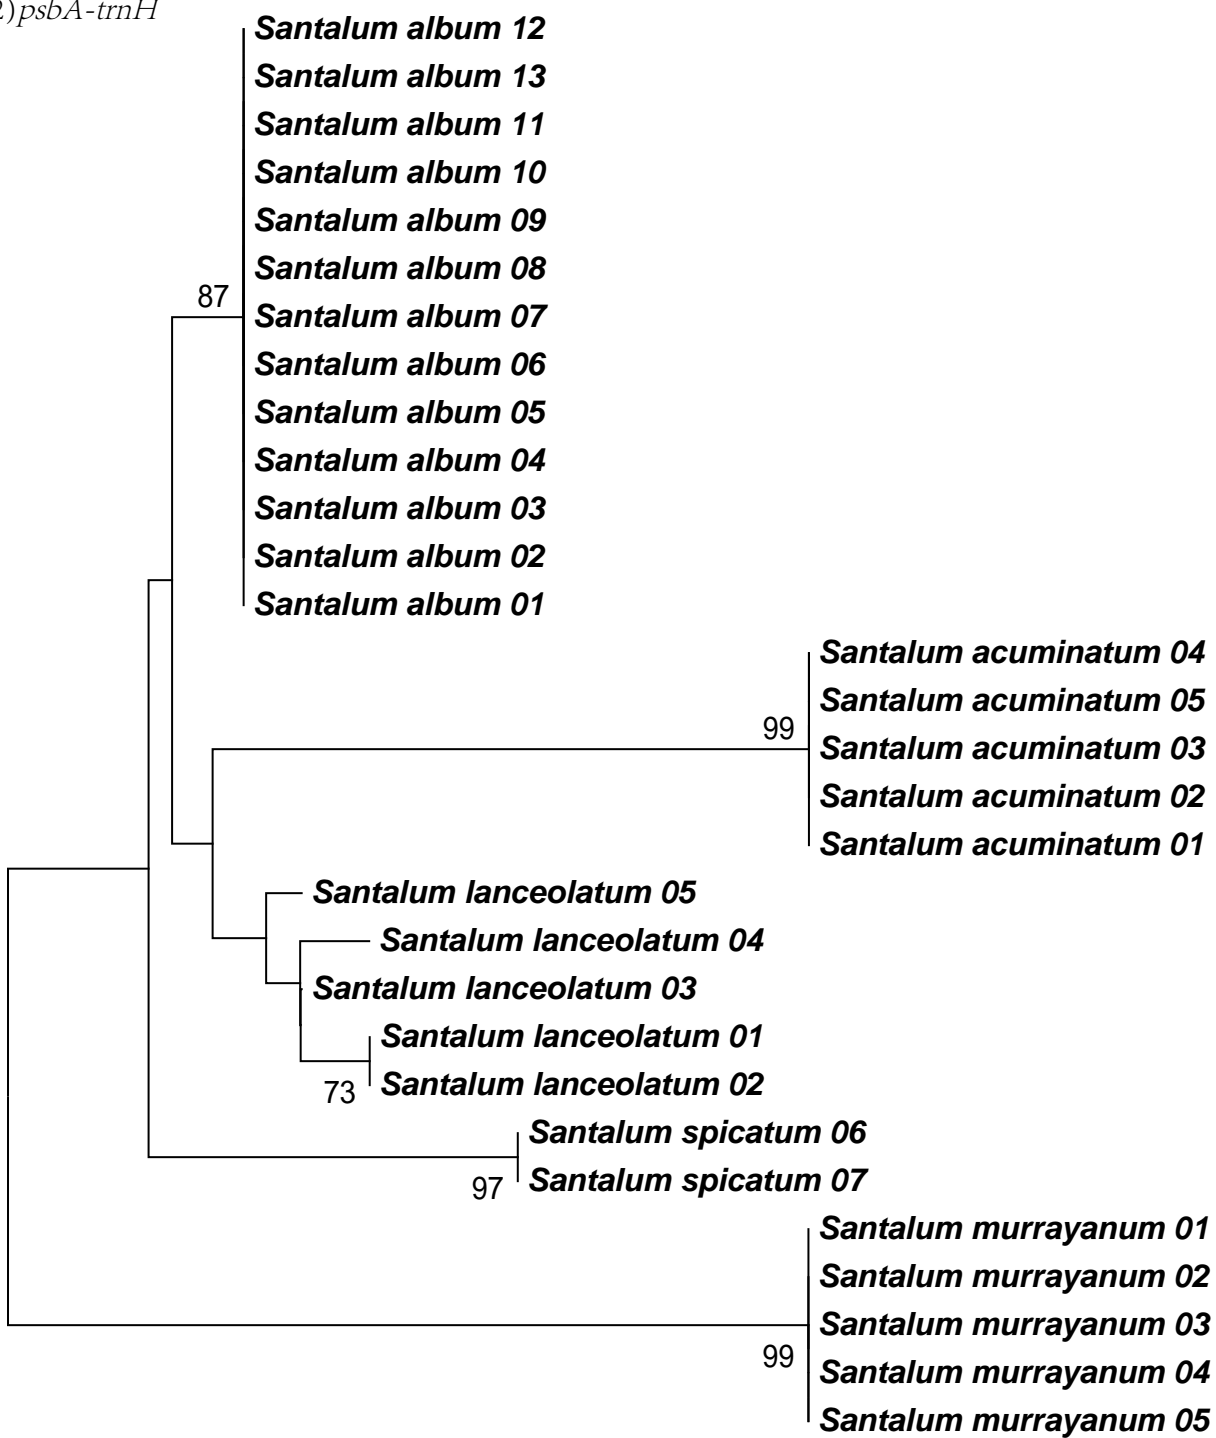 2)psbA-trnH
Santalum album 12
Santalum album 13
Santalum album 11
Santalum album 10
Santalum album 09
Santalum album 08
87
Santalum album 07
Santalum album 06
Santalum album 05
Santalum album 04
Santalum album 03
Santalum album 02
Santalum album 01
Santalum acuminatum 04
Santalum acuminatum 05
99
Santalum acuminatum 03
Santalum acuminatum 02
Santalum acuminatum 01
Santalum lanceolatum 05
Santalum lanceolatum 04
Santalum lanceolatum 03
Santalum lanceolatum 01
Santalum lanceolatum 02
73
Santalum spicatum 06
Santalum spicatum 07
97
Santalum murrayanum 01
Santalum murrayanum 02
Santalum murrayanum 03
99
Santalum murrayanum 04
Santalum murrayanum 05